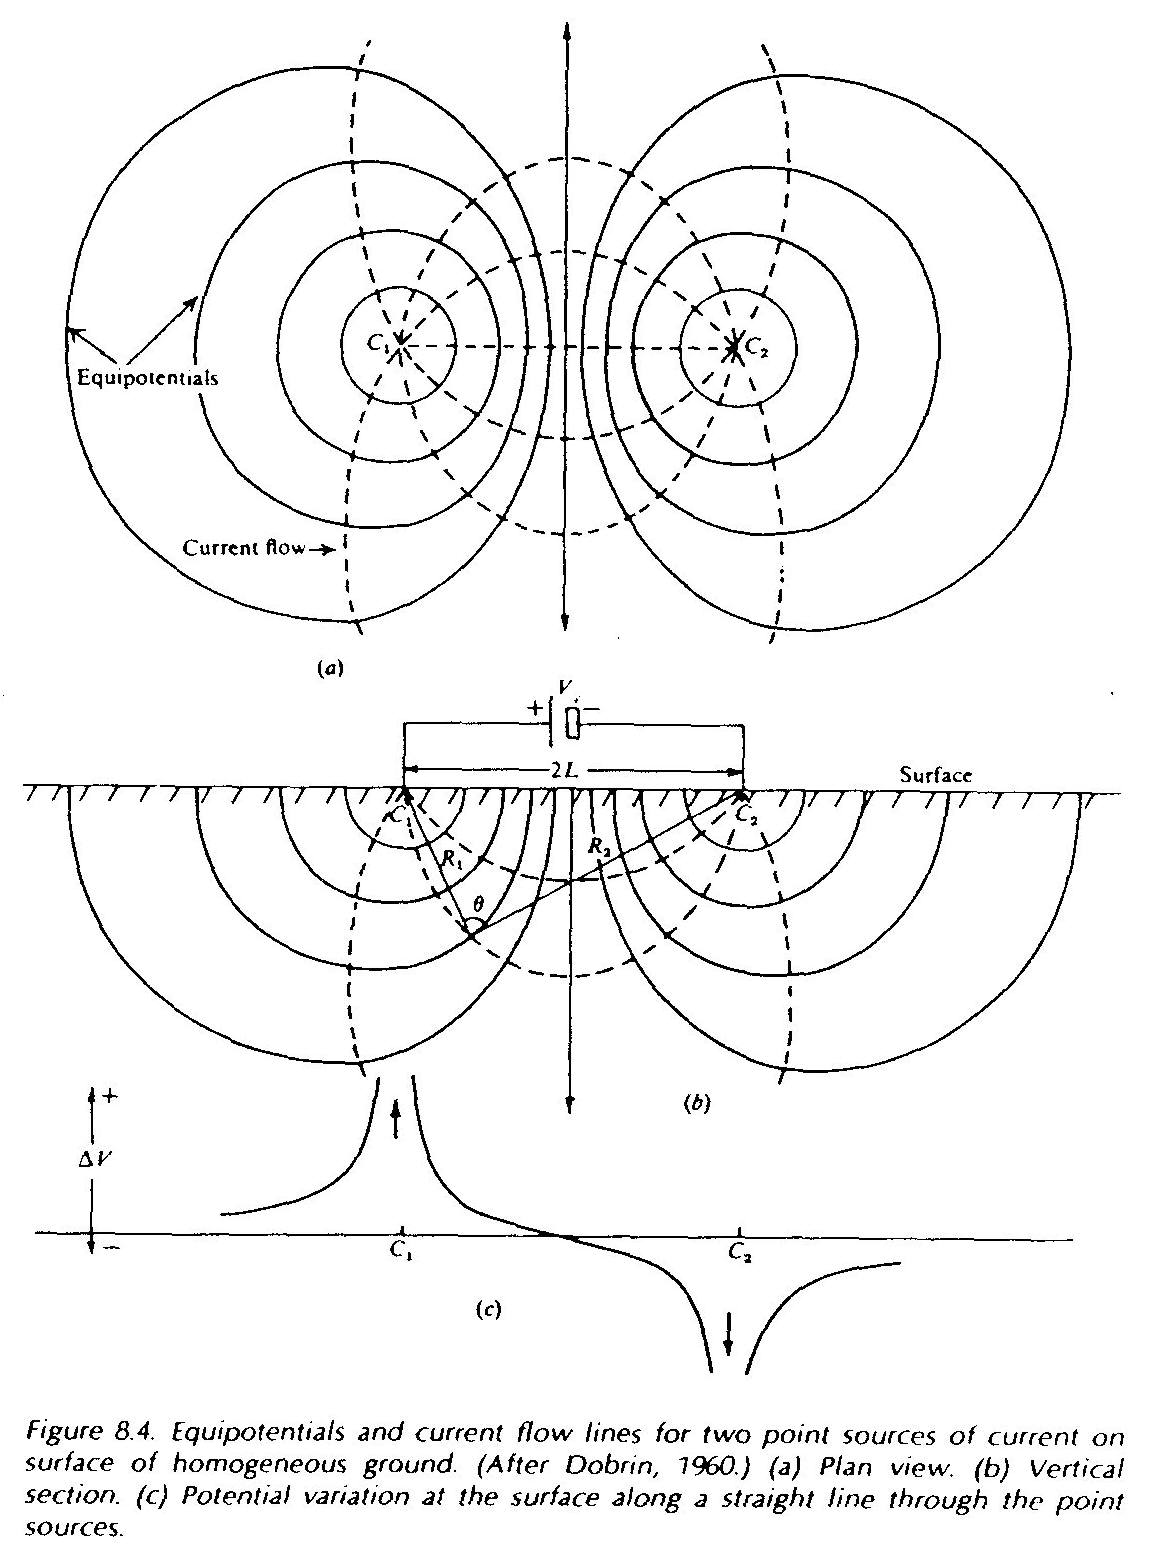 C₁
C₂
Equipotentials
Current flow
(a)
V
+ −
2L
Surface
C
C₂
R₁
R₂
θ
(b)
+
ΔV
−
C₁
C₂
(c)
Figure 8.4. Equipotentials and current flow lines for two point sources of current on
surface of homogeneous ground. (After Dobrin, 1960.) (a) Plan view. (b) Vertical
section. (c) Potential variation at the surface along a straight line through the point
sources.